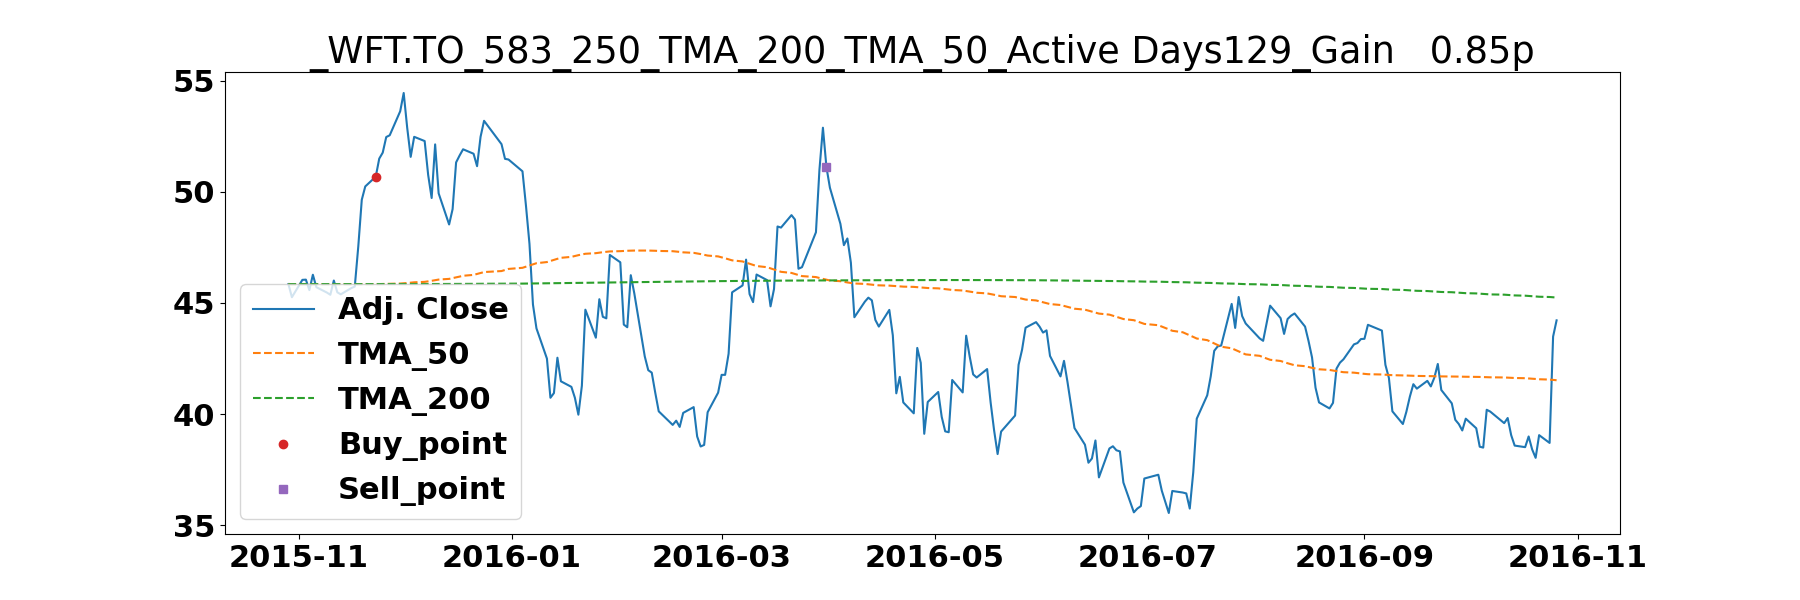 _WFT.TO_583_250_TMA_200_TMA_50_Active Days129_Gain   0.85p
55
50
45
40
35
Adj. Close
TMA_50
TMA_200
Buy_point
Sell_point
2015-11 2016-01 2016-03 2016-05 2016-07 2016-09 2016-11